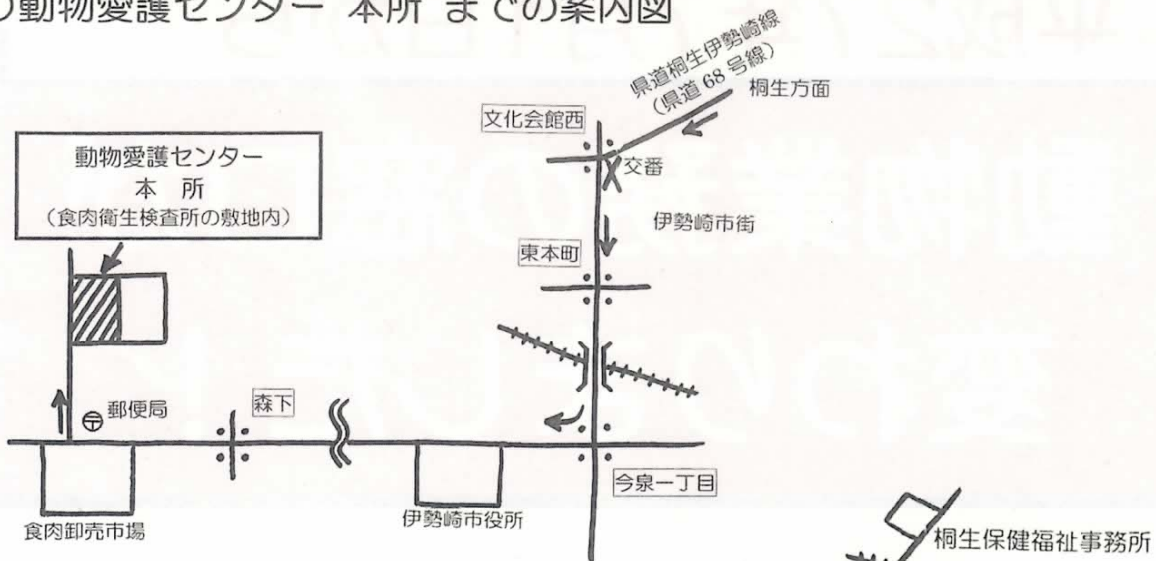 動物愛護センター 本所 までの案内図
県道桐生伊勢崎線
（県道 68 号線）
桐生方面
文化会館西
交番
動物愛護センター
本 所
（食肉衛生検査所の敷地内）
伊勢崎市街
東本町
森下
〒 郵便局
今泉一丁目
伊勢崎市役所
食肉卸売市場
桐生保健福祉事務所